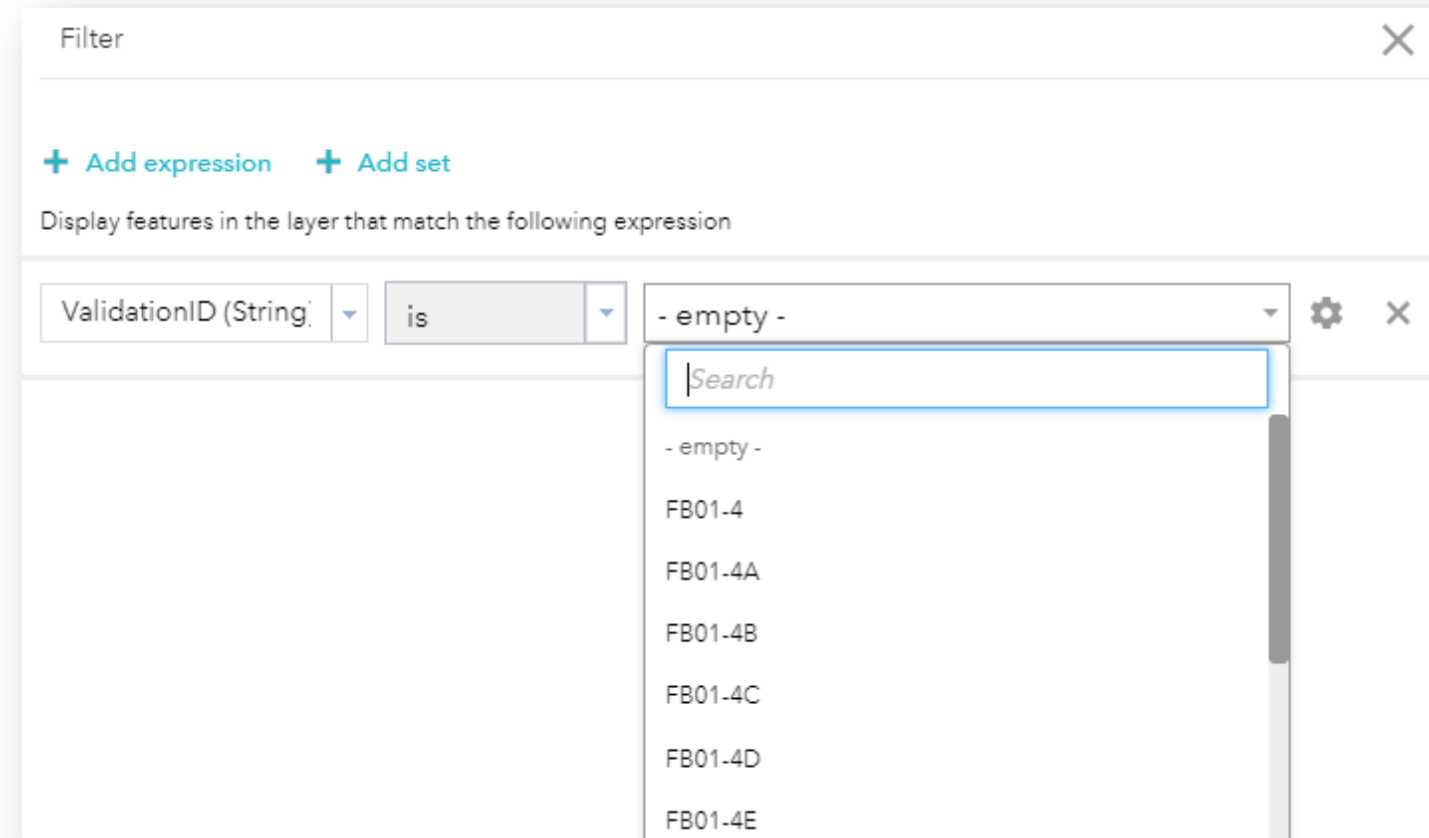 Filter
+ Add expression + Add set
Display features in the layer that match the following expression
ValidationID (String) is - empty -
Search
- empty -
FB01-4
FB01-4A
FB01-4B
FB01-4C
FB01-4D
FB01-4E